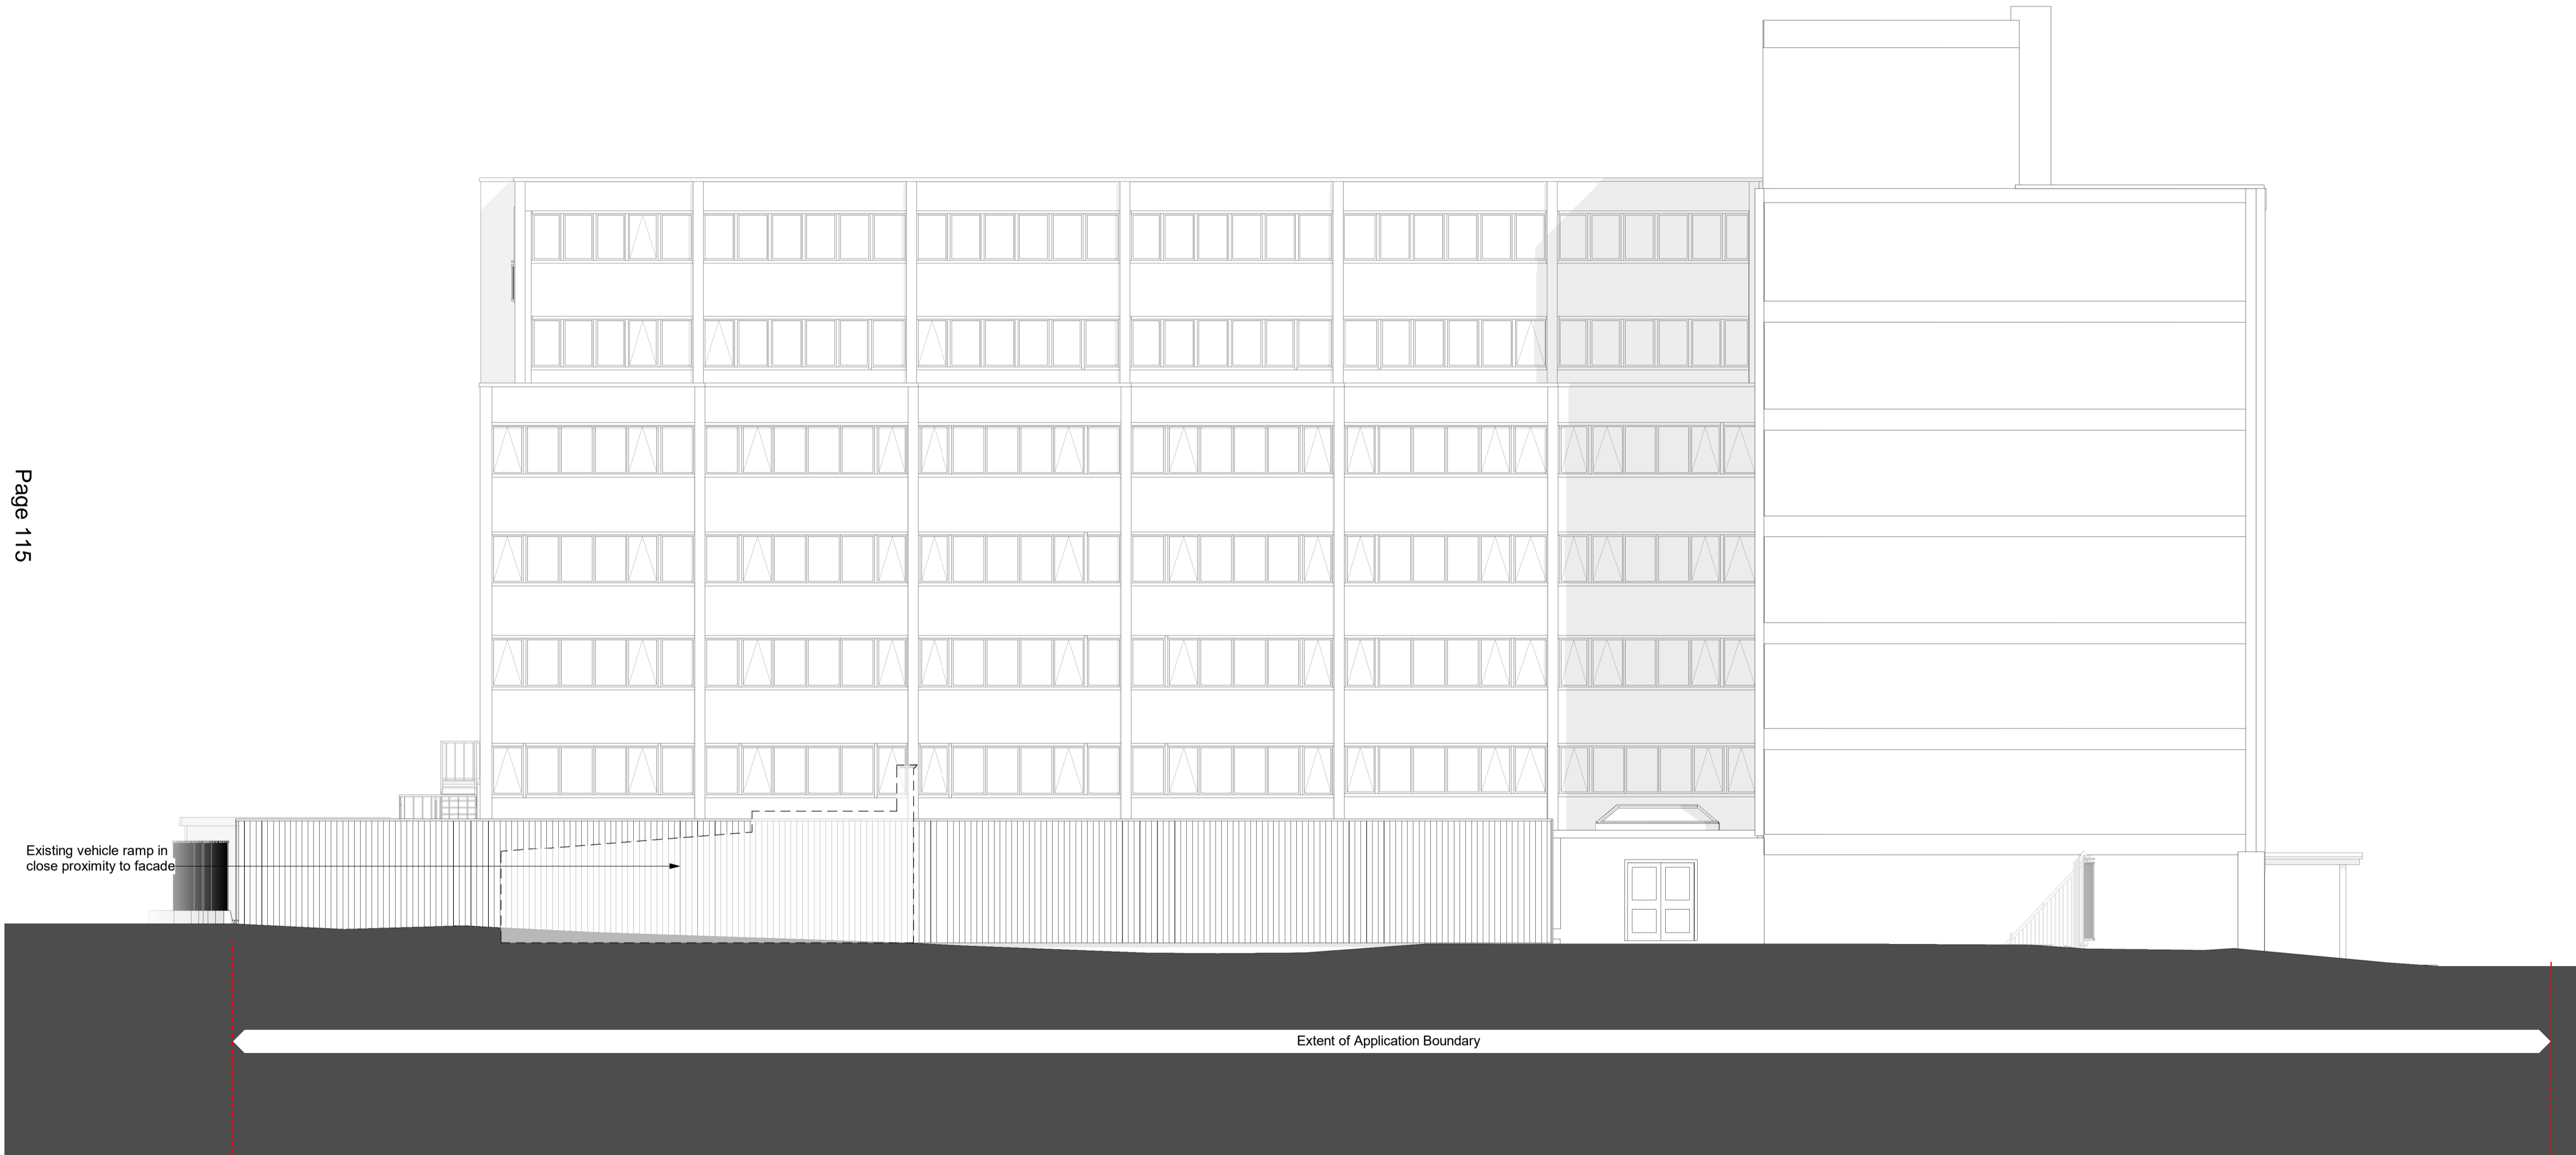 Page 115
Existing vehicle ramp in
close proximity to facade
Extent of Application Boundary